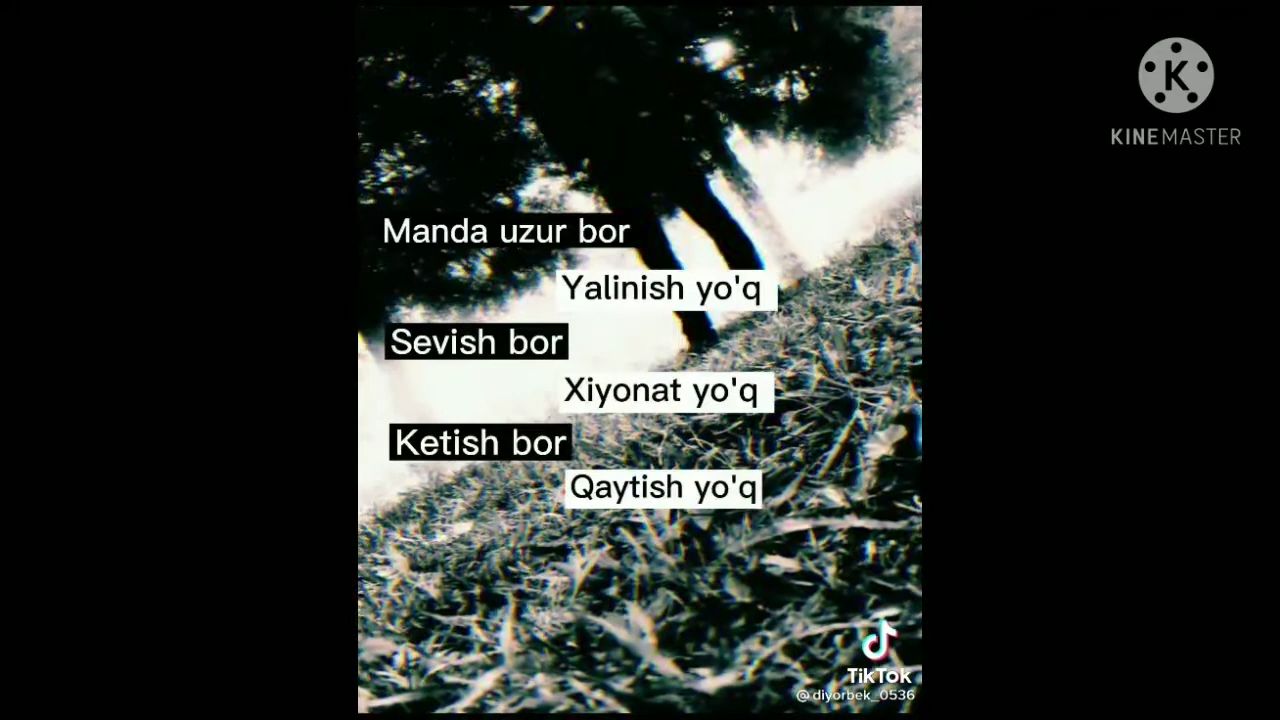 K
KINEMASTER
Manda uzur bor
Yalinish yo'q
Sevish bor
Xiyonat yo'q
Ketish bor
Qaytish yo'q
TikTok
@diyorbek_0536